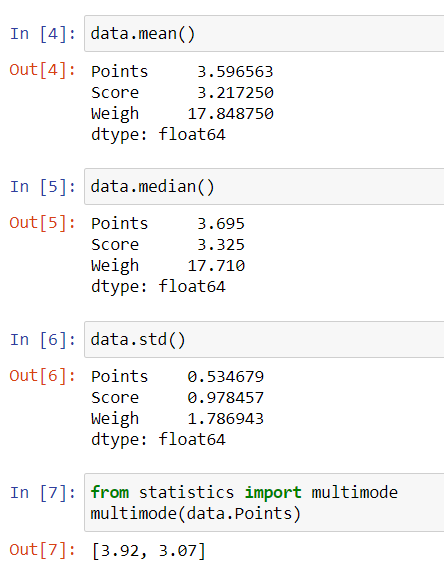 In [4]: data.mean()
Out[4]: Points     3.596563
Score      3.217250
Weigh     17.848750
dtype: float64
In [5]: data.median()
Out[5]: Points     3.695
Score      3.325
Weigh     17.710
dtype: float64
In [6]: data.std()
Out[6]: Points    0.534679
Score     0.978457
Weigh     1.786943
dtype: float64
In [7]: from statistics import multimode
multimode(data.Points)
Out[7]: [3.92, 3.07]